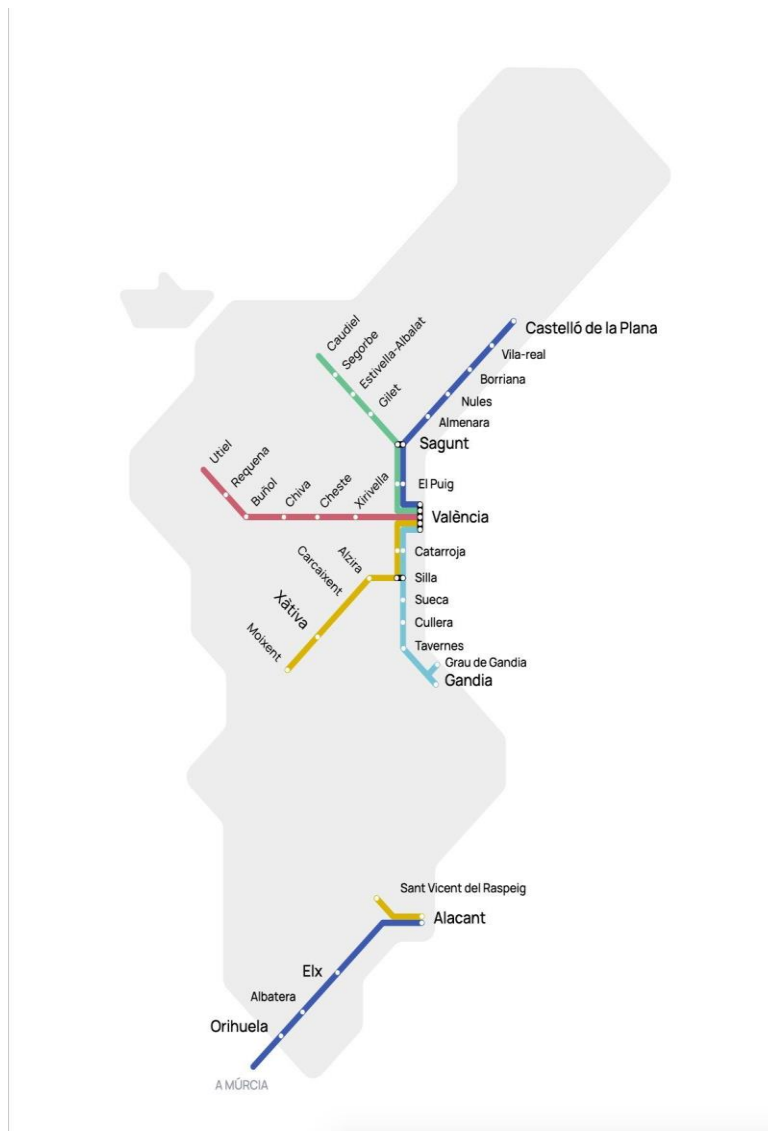 Caudiel
Segorbe
Estivella-Albalat
Gilet
Castelló de la Plana
Vila-real
Borriana
Nules
Almenara
Sagunt
El Puig
Utiel
Requena
Buñol
Chiva
Cheste
Xirivella
València
Catarroja
Silla
Alzira
Carcaixent
Xàtiva
Moixent
Sueca
Cullera
Tavernes
Grau de Gandia
Gandia
Sant Vicent del Raspeig
Alacant
Elx
Albatera
Orihuela
A MÚRCIA